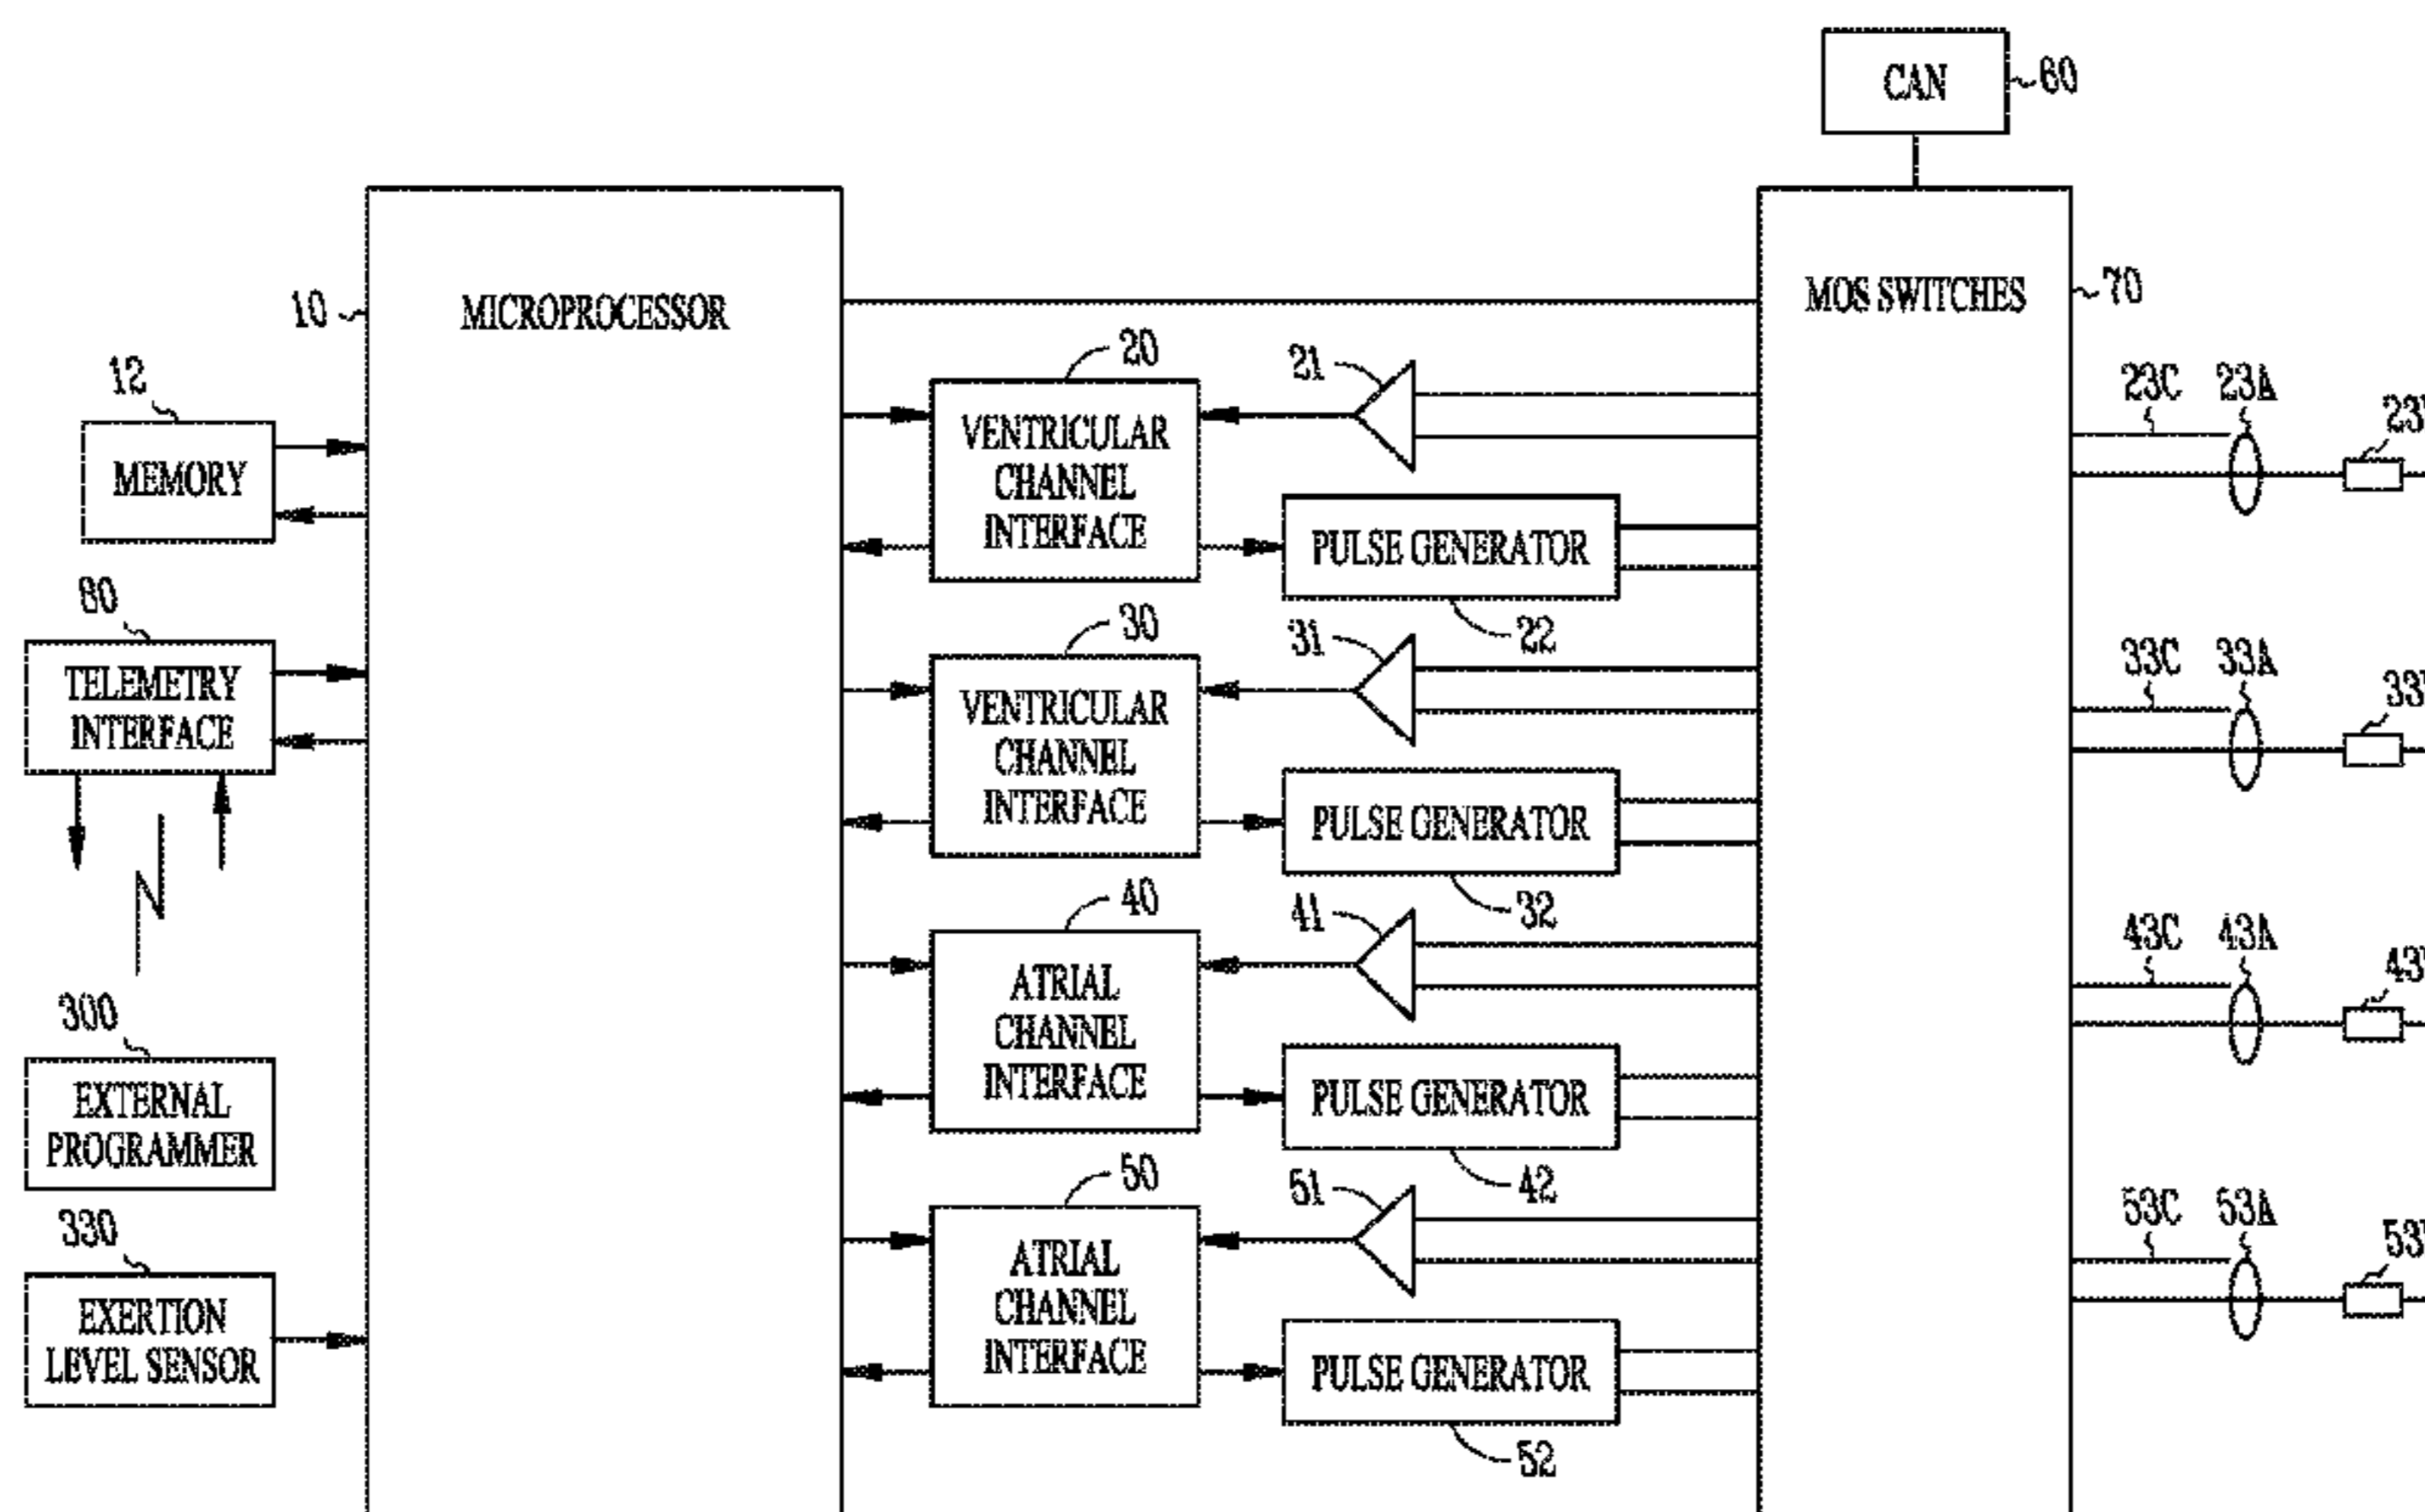 CAN
60
10
MICROPROCESSOR
MOS SWITCHES
70
12
MEMORY
20
VENTRICULAR
CHANNEL
INTERFACE
21
PULSE GENERATOR
22
23C
23A
80
TELEMETRY
INTERFACE
30
VENTRICULAR
CHANNEL
INTERFACE
31
PULSE GENERATOR
32
33C
33A
300
EXTERNAL
PROGRAMMER
40
ATRIAL
CHANNEL
INTERFACE
41
PULSE GENERATOR
42
43C
43A
330
EXERTION
LEVEL SENSOR
50
ATRIAL
CHANNEL
INTERFACE
51
PULSE GENERATOR
52
53C
53A